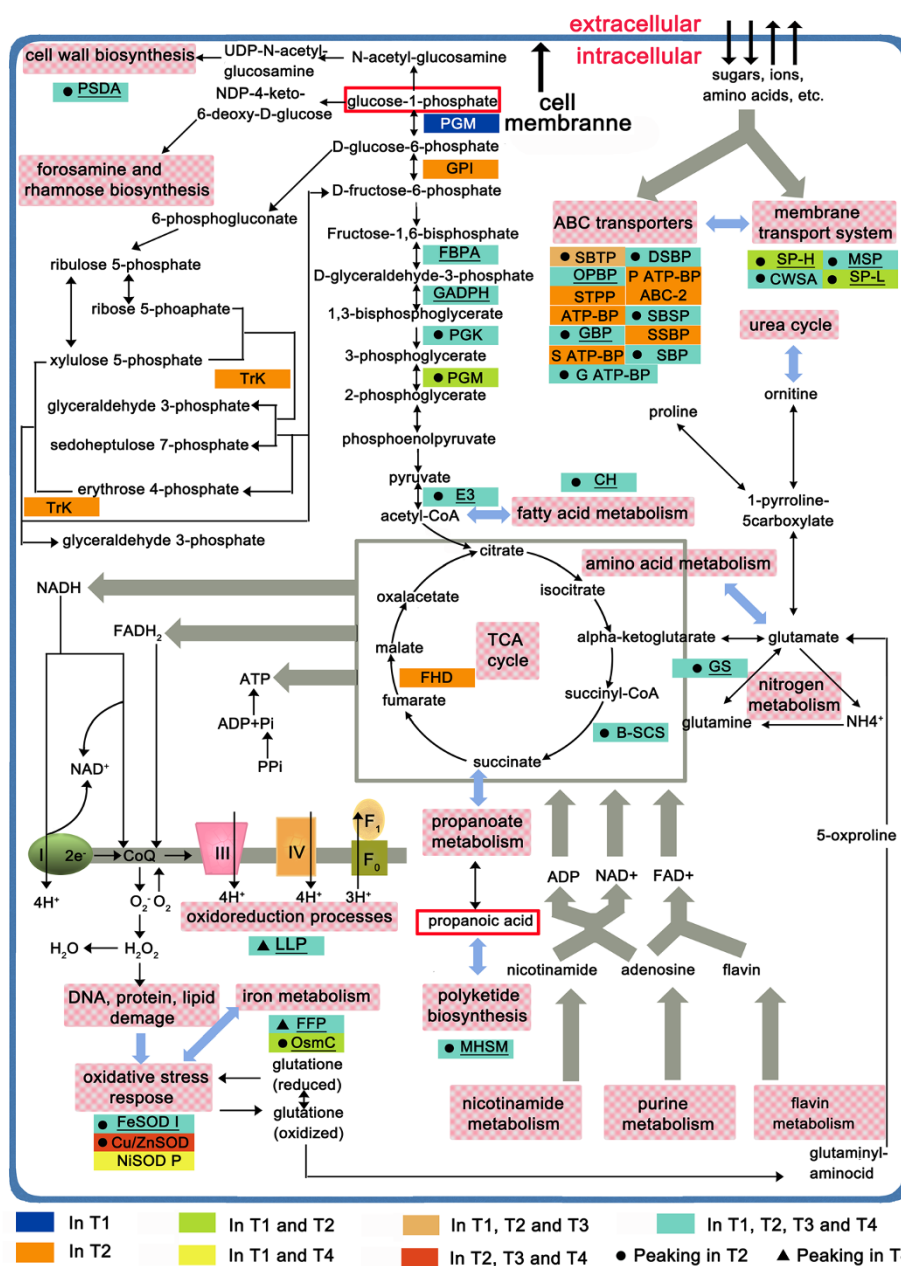 extracellular
intracellular
sugars, ions,
amino acids, etc.
cell
membranne
cell wall biosynthesis
● PSDA
UDP-N-acetyl-
glucosamine
N-acetyl-glucosamine
NDP-4-keto-
6-deoxy-D-glucose
glucose-1-phosphate
PGM
D-glucose-6-phosphate
GPI
forosamine and
rhamnose biosynthesis
D-fructose-6-phosphate
6-phosphogluconate
Fructose-1,6-bisphosphate
FBPA
ribulose 5-phosphate
D-glyceraldehyde-3-phosphate
GADPH
ribose 5-phoaphate
1,3-bisphosphoglycerate
● PGK
xylulose 5-phosphate
3-phosphoglycerate
TrK
● PGM
2-phosphoglycerate
glyceraldehyde 3-phosphate
phosphoenolpyruvate
sedoheptulose 7-phosphate
pyruvate
erythrose 4-phosphate
● E3
TrK
acetyl-CoA
glyceraldehyde 3-phosphate
ABC transporters
● SBTP
● DSBP
OPBP
P ATP-BP
STPP
ABC-2
ATP-BP
● SBSP
● GBP
SSBP
S ATP-BP
● SBP
● G ATP-BP
membrane
transport system
● SP-H
● MSP
● CWSA
● SP-L
urea cycle
ornitine
proline
1-pyrroline-
5carboxylate
● CH
fatty acid metabolism
amino acid metabolism
citrate
isocitrate
oxalacetate
alpha-ketoglutarate
glutamate
malate
TCA
cycle
FHD
fumarate
succinyl-CoA
● B-SCS
succinate
● GS
nitrogen
metabolism
glutamine
NH4⁺
NADH
FADH₂
ATP
ADP+Pi
PPi
NAD⁺
I
2e⁻
CoQ
III
IV
F₁
F₀
4H⁺
O₂⁻
O₂
4H⁺
4H⁺
3H⁺
oxidoreduction processes
▲ LLP
H₂O
H₂O₂
DNA, protein, lipid
damage
iron metabolism
▲ FFP
● OsmC
glutatione
(reduced)
glutatione
(oxidized)
oxidative stress
respose
● FeSOD I
● Cu/ZnSOD
NiSOD P
propanoate
metabolism
propanoic acid
polyketide
biosynthesis
● MHSM
ADP
NAD+
FAD+
nicotinamide
adenosine
flavin
nicotinamide
metabolism
purine
metabolism
flavin
metabolism
5-oxproline
glutaminyl-
aminocid
In T1
In T1 and T2
In T1, T2 and T3
In T1, T2, T3 and T4
In T2
In T1 and T4
In T2, T3 and T4
● Peaking in T2
▲ Peaking in T